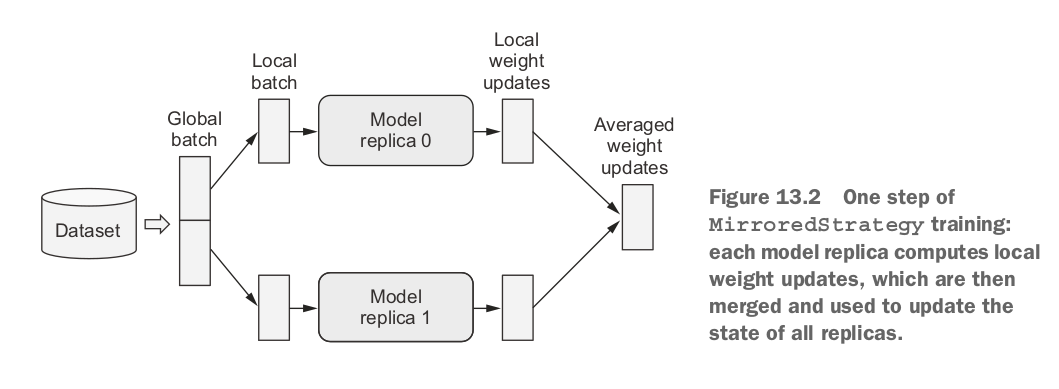 Dataset
Global
batch
Local
batch
Model
replica 0
Local
weight
updates
Model
replica 1
Averaged
weight
updates
Figure 13.2 One step of
MirroredStrategy training:
each model replica computes local
weight updates, which are then
merged and used to update the
state of all replicas.